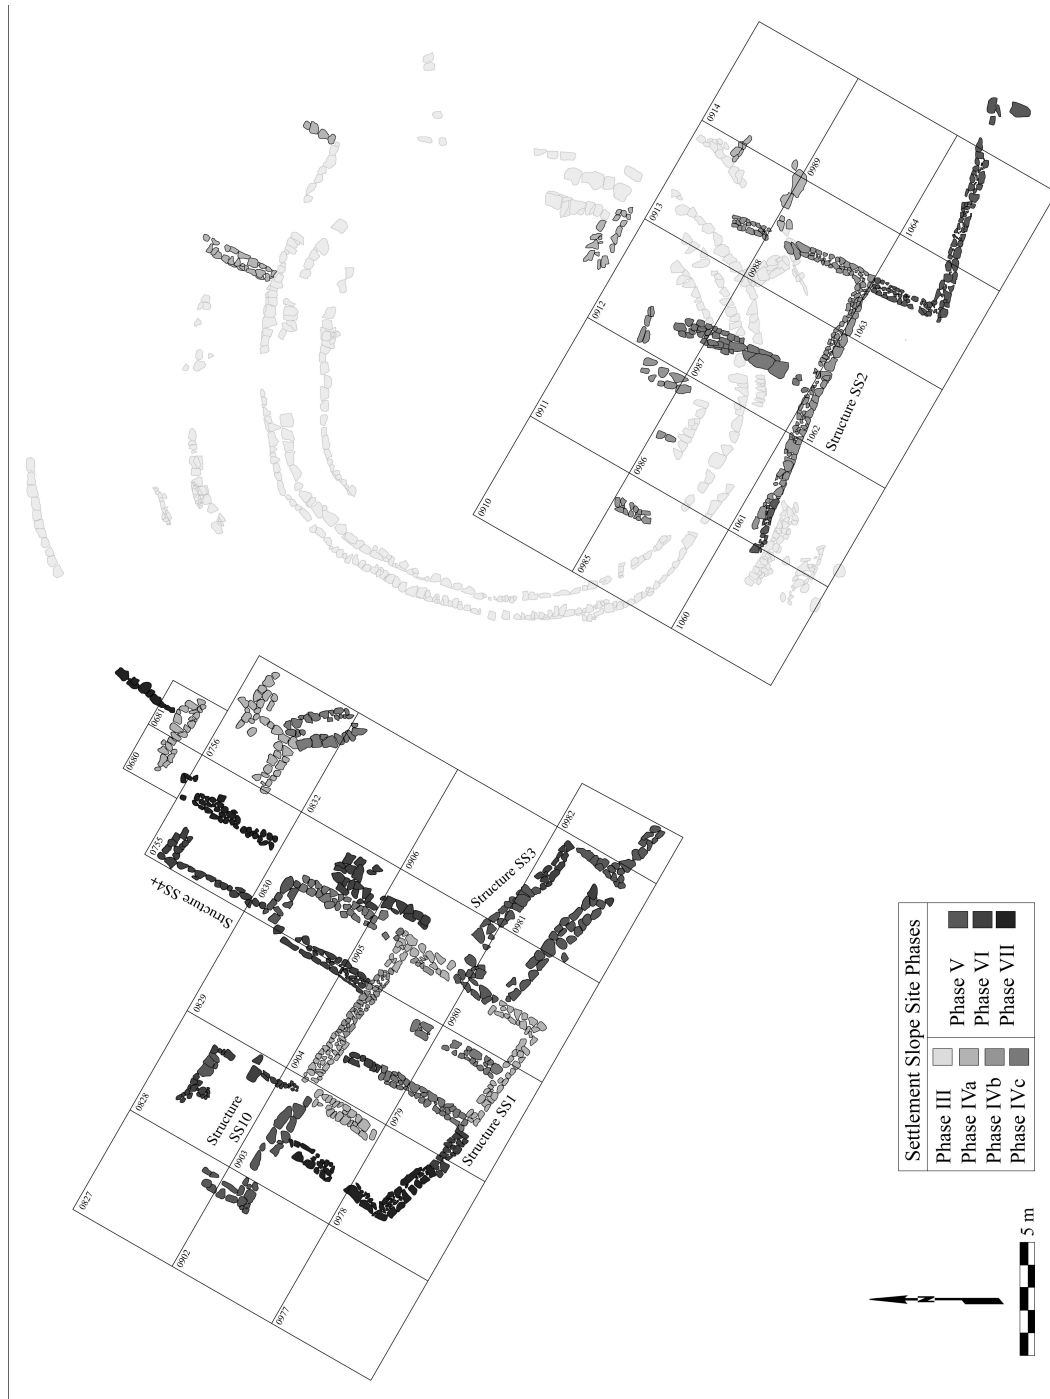 0914
0913
0912
0911
0910
0989
0988
0987
0986
0985
1064
1063
1062
1061
1060
Structure SS2
0681
0680
0756
0755
0832
0830
0829
0828
0827
Structure SS4+
0982
0906
0981
0905
0980
0904
0979
0903
0978
0902
0977
Structure SS3
Structure
SS10
Structure SS1
Settlement Slope Site Phases
Phase III
Phase IVa
Phase IVb
Phase IVc
Phase V
Phase VI
Phase VII
N
5 m